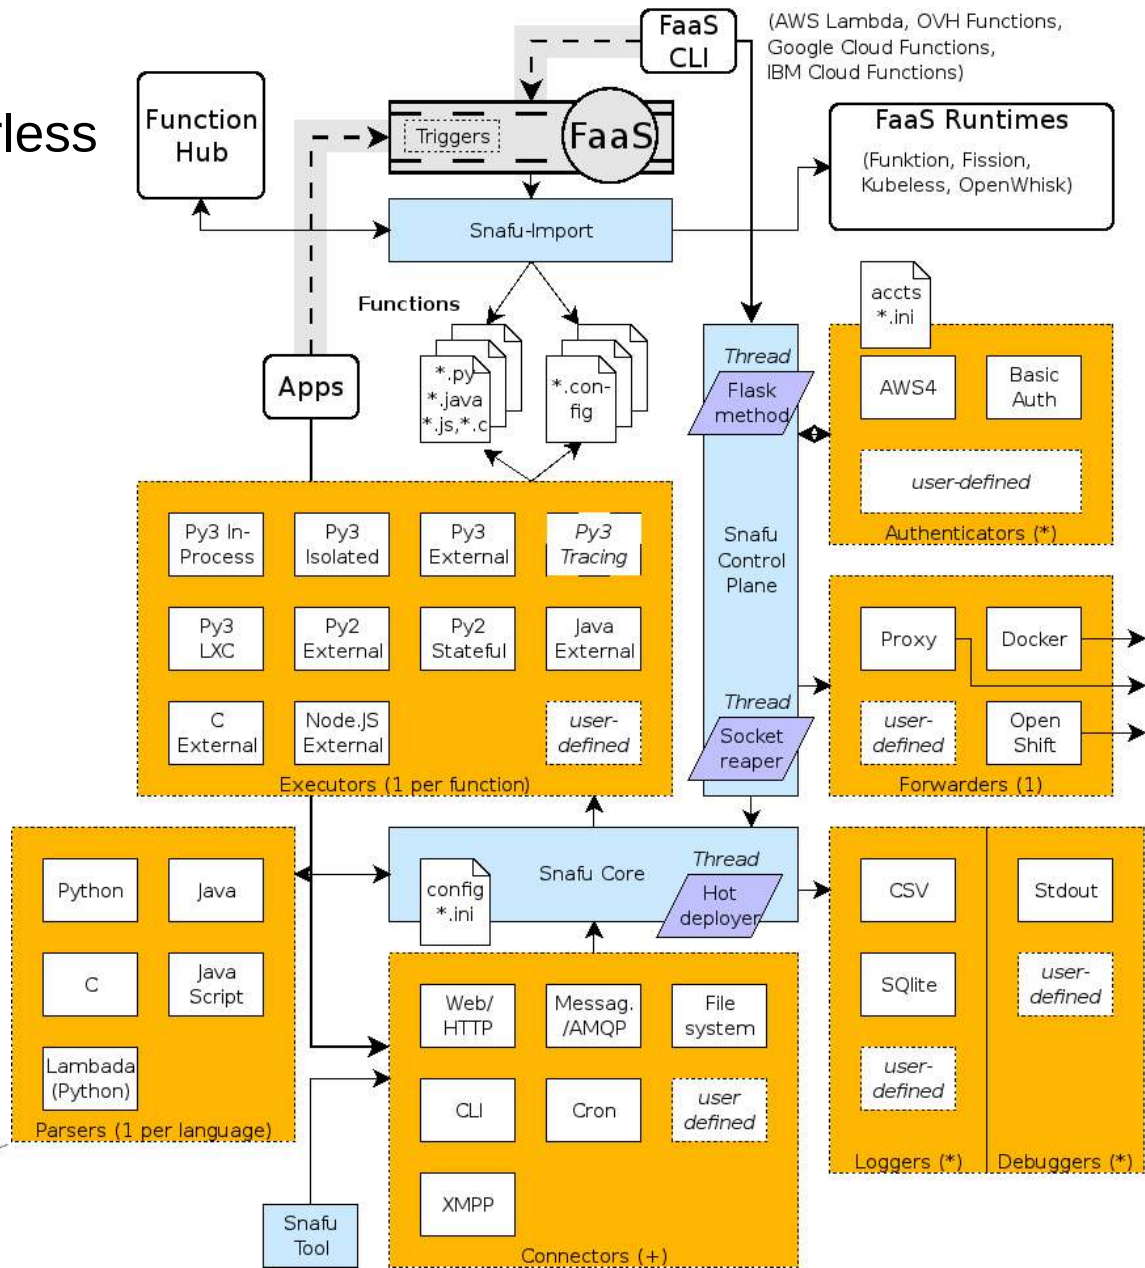 FaaS
CLI
(AWS Lambda, OVH Functions,
Google Cloud Functions,
IBM Cloud Functions)
rless
Function
Hub
Triggers
FaaS
FaaS Runtimes
(Funktion, Fission,
Kubeless, OpenWhisk)
Snafu-Import
Functions
*.py
*.java
*.js,*.c
*.con-
fig
Apps
accts
*.ini
Thread
Flask
method
AWS4
Basic
Auth
user-defined
Authenticators (*)
Snafu
Control
Plane
Py3 In-
Process
Py3
Isolated
Py3
External
Py3
Tracing
Py3
LXC
Py2
External
Py2
Stateful
Java
External
C
External
Node.JS
External
user-
defined
Executors (1 per function)
Thread
Socket
reaper
Proxy
Docker
user-
defined
Open
Shift
Forwarders (1)
Python
Java
C
Java
Script
Lambada
(Python)
Parsers (1 per language)
config
*.ini
Snafu Core
Thread
Hot
deployer
CSV
SQlite
user-
defined
Loggers (*)
Stdout
user-
defined
Debuggers (*)
Web/
HTTP
Messag.
/AMQP
File
system
CLI
Cron
user
defined
XMPP
Connectors (+)
Snafu
Tool